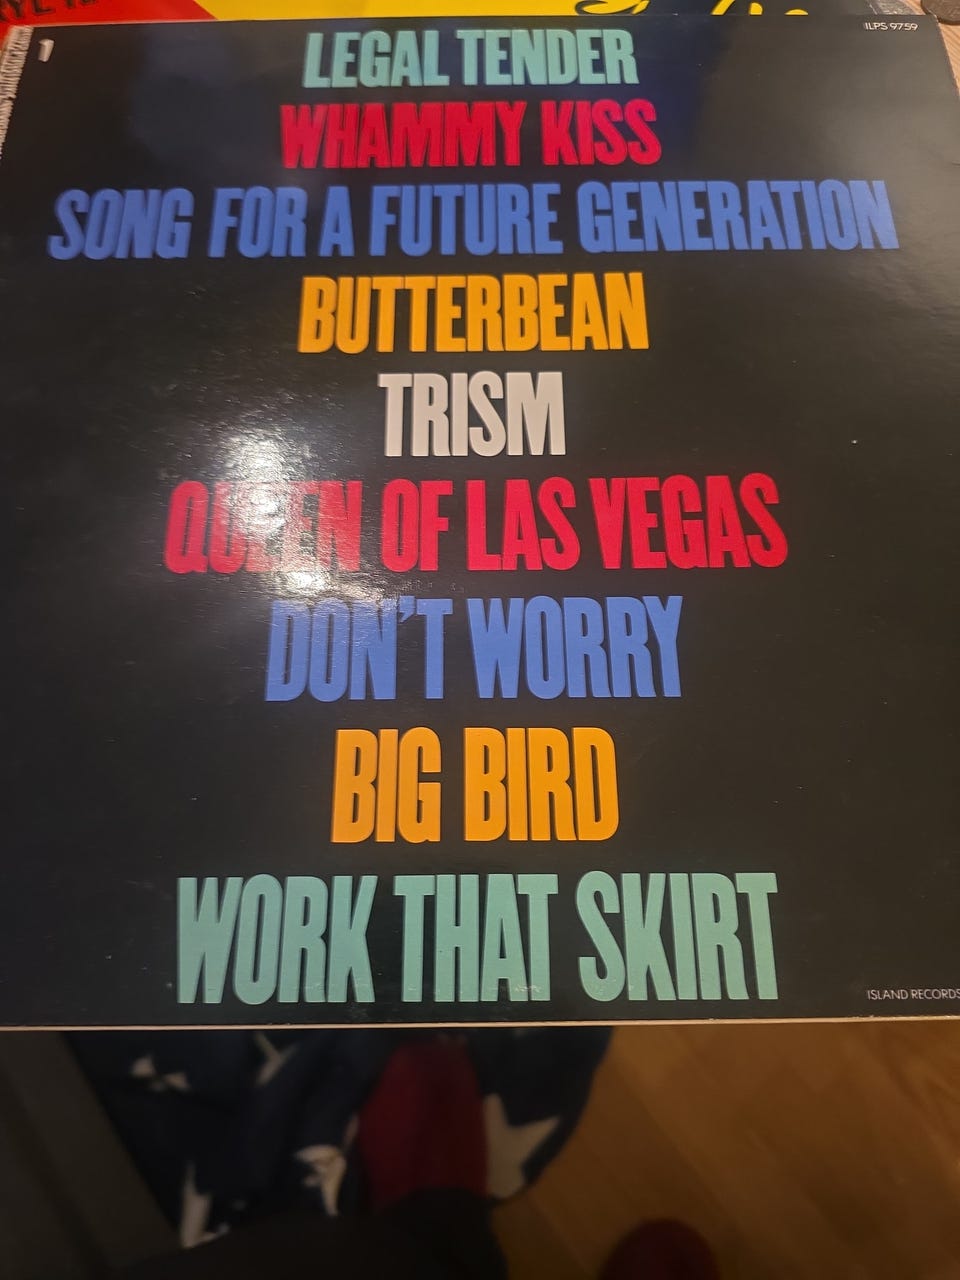 1
ILPS 9759
LEGAL TENDER
WHAMMY KISS
SONG FOR A FUTURE GENERATION
BUTTERBEAN
TRISM
QUEEN OF LAS VEGAS
DON'T WORRY
BIG BIRD
WORK THAT SKIRT
ISLAND RECORDS